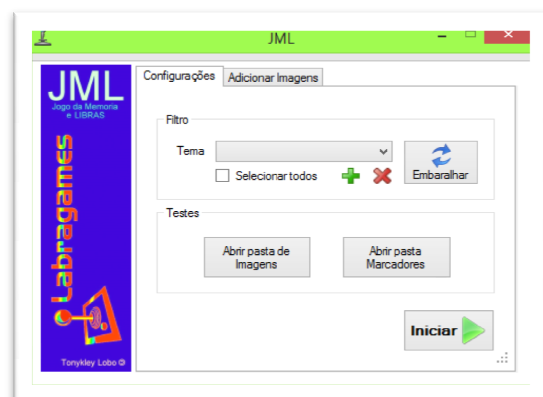 JML
JML
Jogo da Memoria
e LIBRAS
Labragames
Tonykley Lobo ©
Configurações
Adicionar Imagens
Filtro
Tema
Selecionar todos
Embaralhar
Testes
Abrir pasta de
Imagens
Abrir pasta
Marcadores
Iniciar